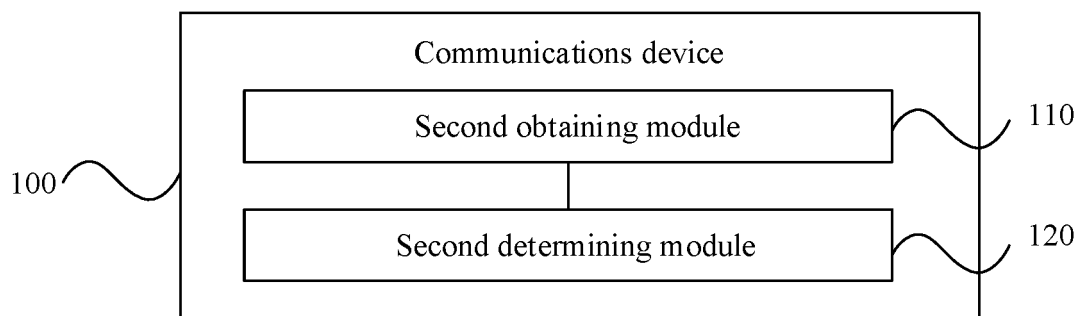 Communications device
Second obtaining module
110
100
Second determining module
120